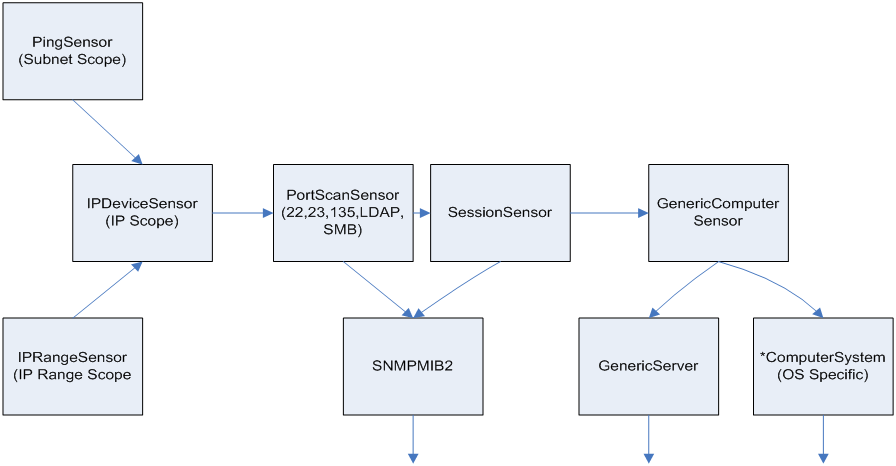 PingSensor
(Subnet Scope)
IPDeviceSensor
(IP Scope)
PortScanSensor
(22,23,135,LDAP,
SMB)
SessionSensor
GenericComputer
Sensor
IPRangeSensor
(IP Range Scope
SNMPMIB2
GenericServer
*ComputerSystem
(OS Specific)